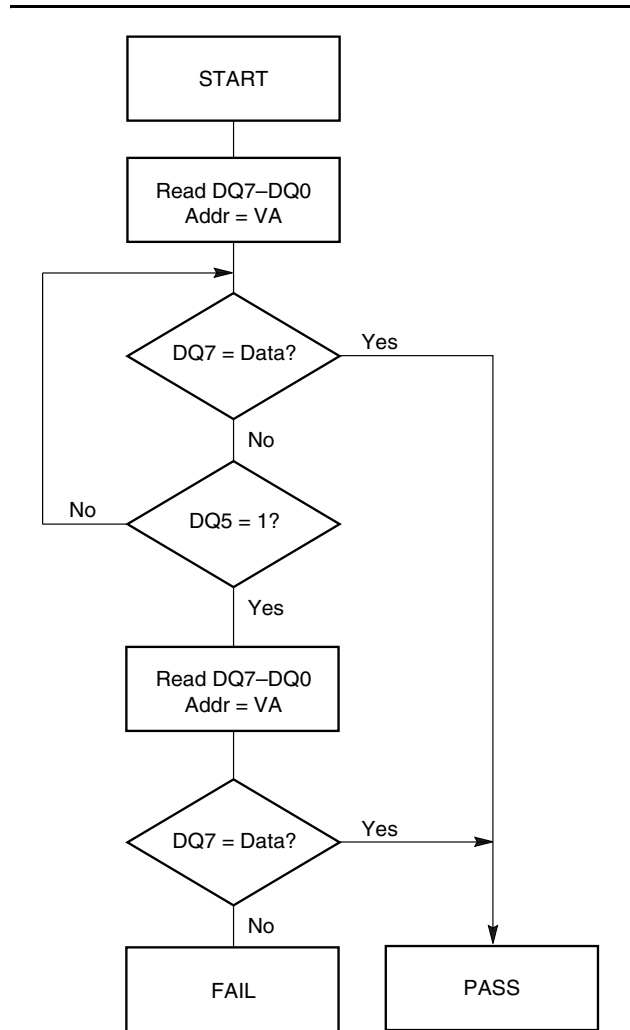 START
Read DQ7–DQ0
Addr = VA
DQ7 = Data?
Yes
No
No
DQ5 = 1?
Yes
Read DQ7–DQ0
Addr = VA
DQ7 = Data?
Yes
No
FAIL
PASS